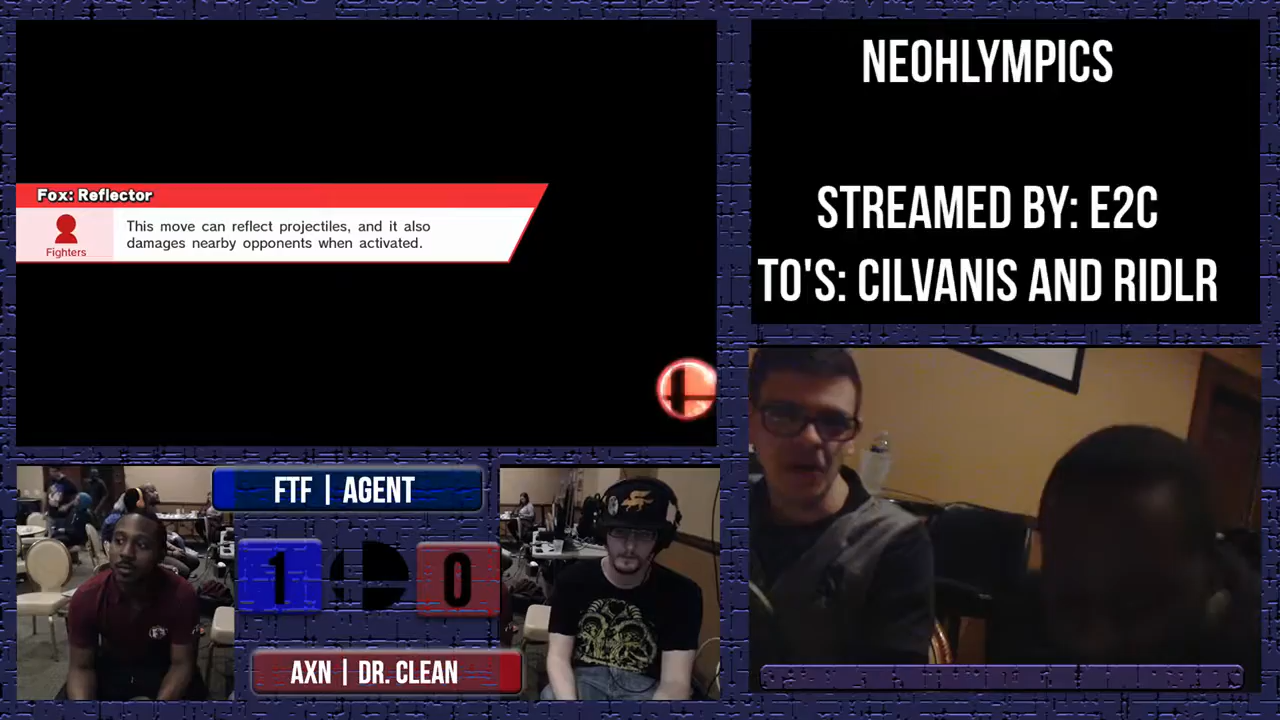 Fox: Reflector
Fighters
This move can reflect projectiles, and it also
damages nearby opponents when activated.
NEOHLYMPICS
STREAMED BY: E2C
TO'S: CILVANIS AND RIDLR
FTF | AGENT
1 0
AXN | DR. CLEAN